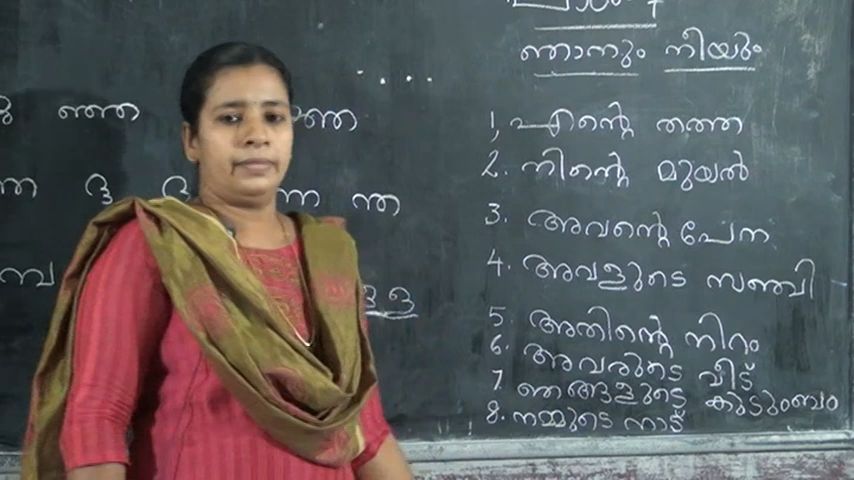 ഞ്ഞ
ന്ത
ള്ള
പാഠം 7
ഞാനും നീയും
1, എന്റെ തത്ത
2. നിന്റെ മുയൽ
3. അവന്റെ പേന
4. അവളുടെ സഞ്ചി
5. അതിന്റെ നിറം
6. അവരുടെ വീട്
7. ഞങ്ങളുടെ കുടുംബം
8. നമ്മുടെ നാട്